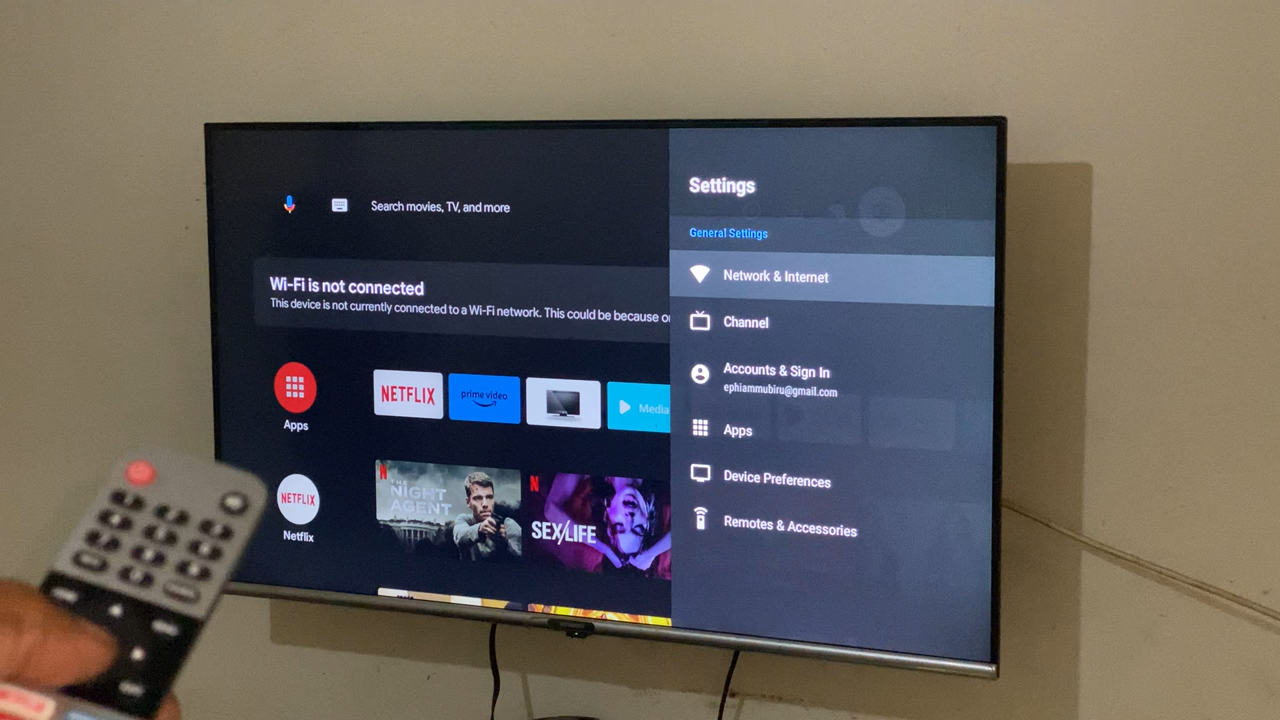 Search movies, TV, and more
Wi-Fi is not connected
This device is not currently connected to a Wi-Fi network. This could be because o
Apps
NETFLIX
prime video
Media
NETFLIX
Netflix
N
THE
NIGHT
AGENT
N
SEX/LIFE
Settings
General Settings
Network & Internet
Channel
Accounts & Sign In
ephiammubiru@gmail.com
Apps
Device Preferences
Remotes & Accessories